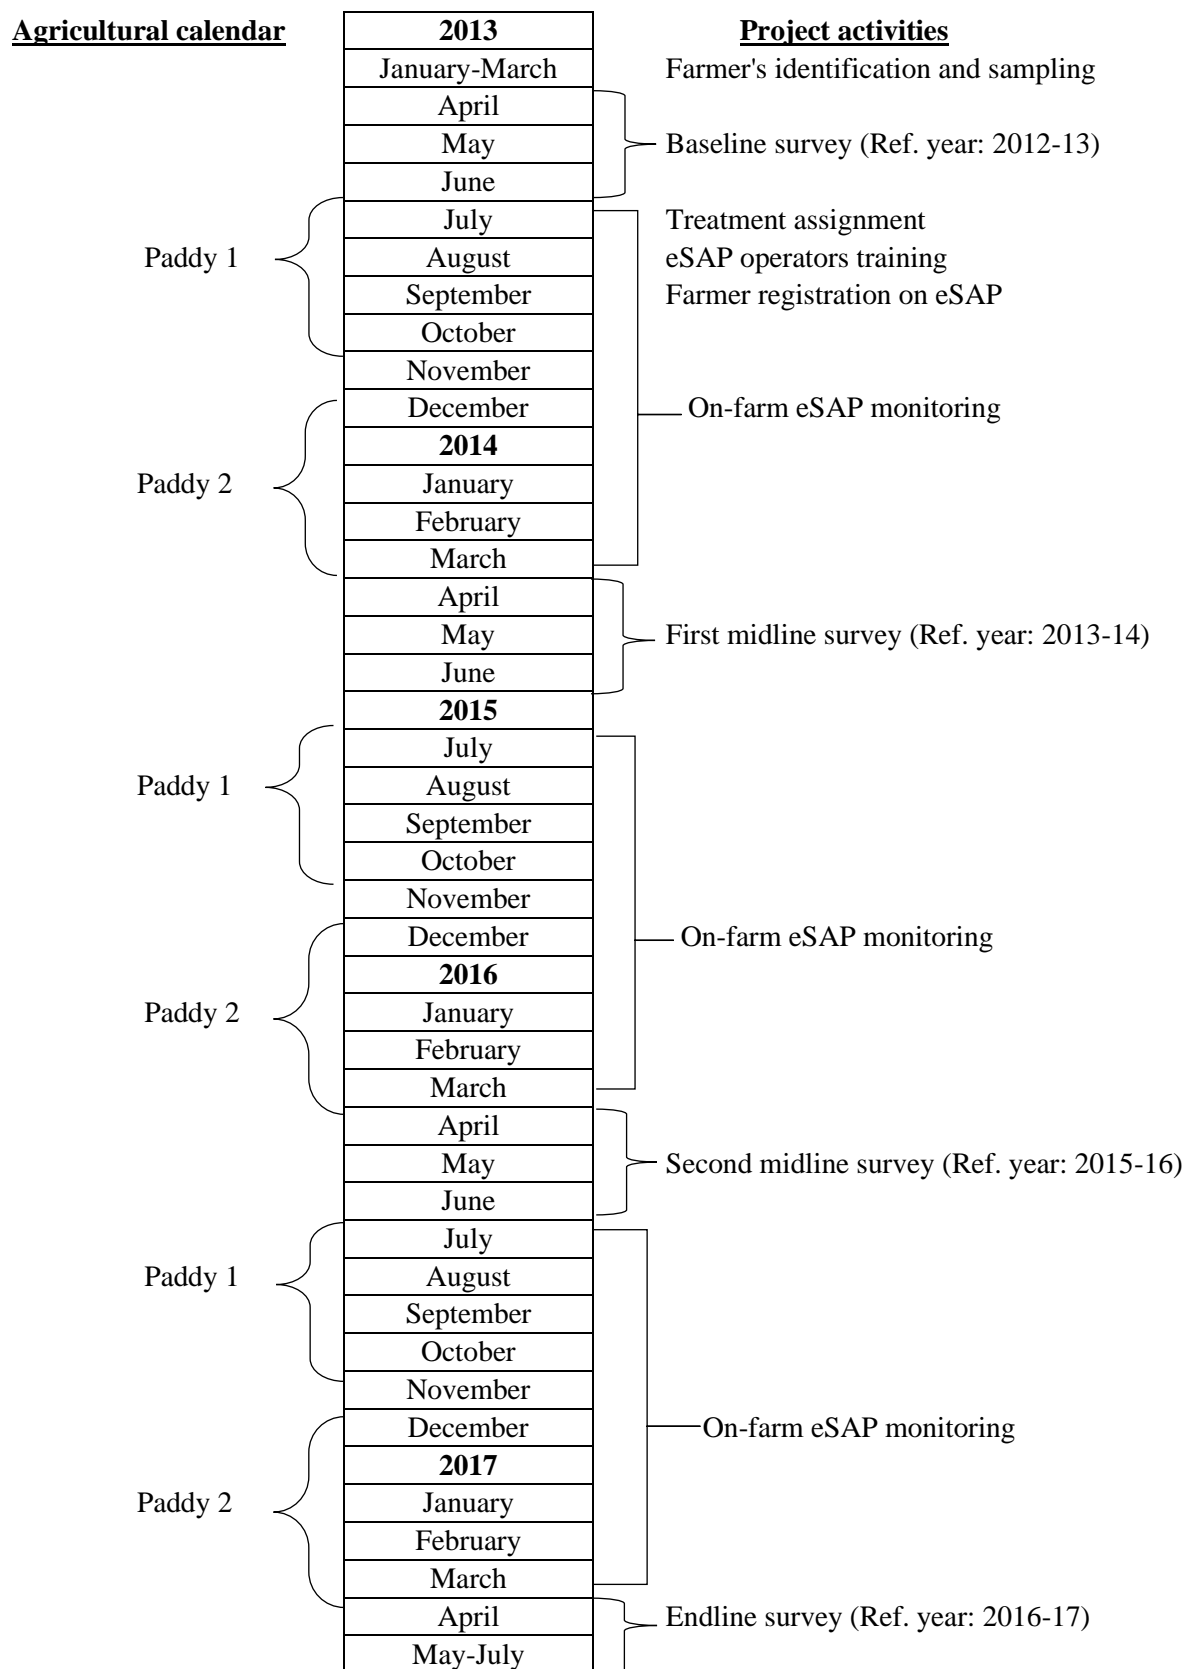 Agricultural calendar 2013 Project activities
January-March Farmer's identification and sampling
April
May Baseline survey (Ref. year: 2012-13)
June
July Treatment assignment
Paddy 1 August eSAP operators training
September Farmer registration on eSAP
October
November
December On-farm eSAP monitoring
2014
Paddy 2 January
February
March
April
May First midline survey (Ref. year: 2013-14)
June
2015
July
Paddy 1 August
September
October
November
December On-farm eSAP monitoring
2016
Paddy 2 January
February
March
April
May Second midline survey (Ref. year: 2015-16)
June
July
Paddy 1 August
September
October
November
December On-farm eSAP monitoring
2017
Paddy 2 January
February
March
April Endline survey (Ref. year: 2016-17)
May-July